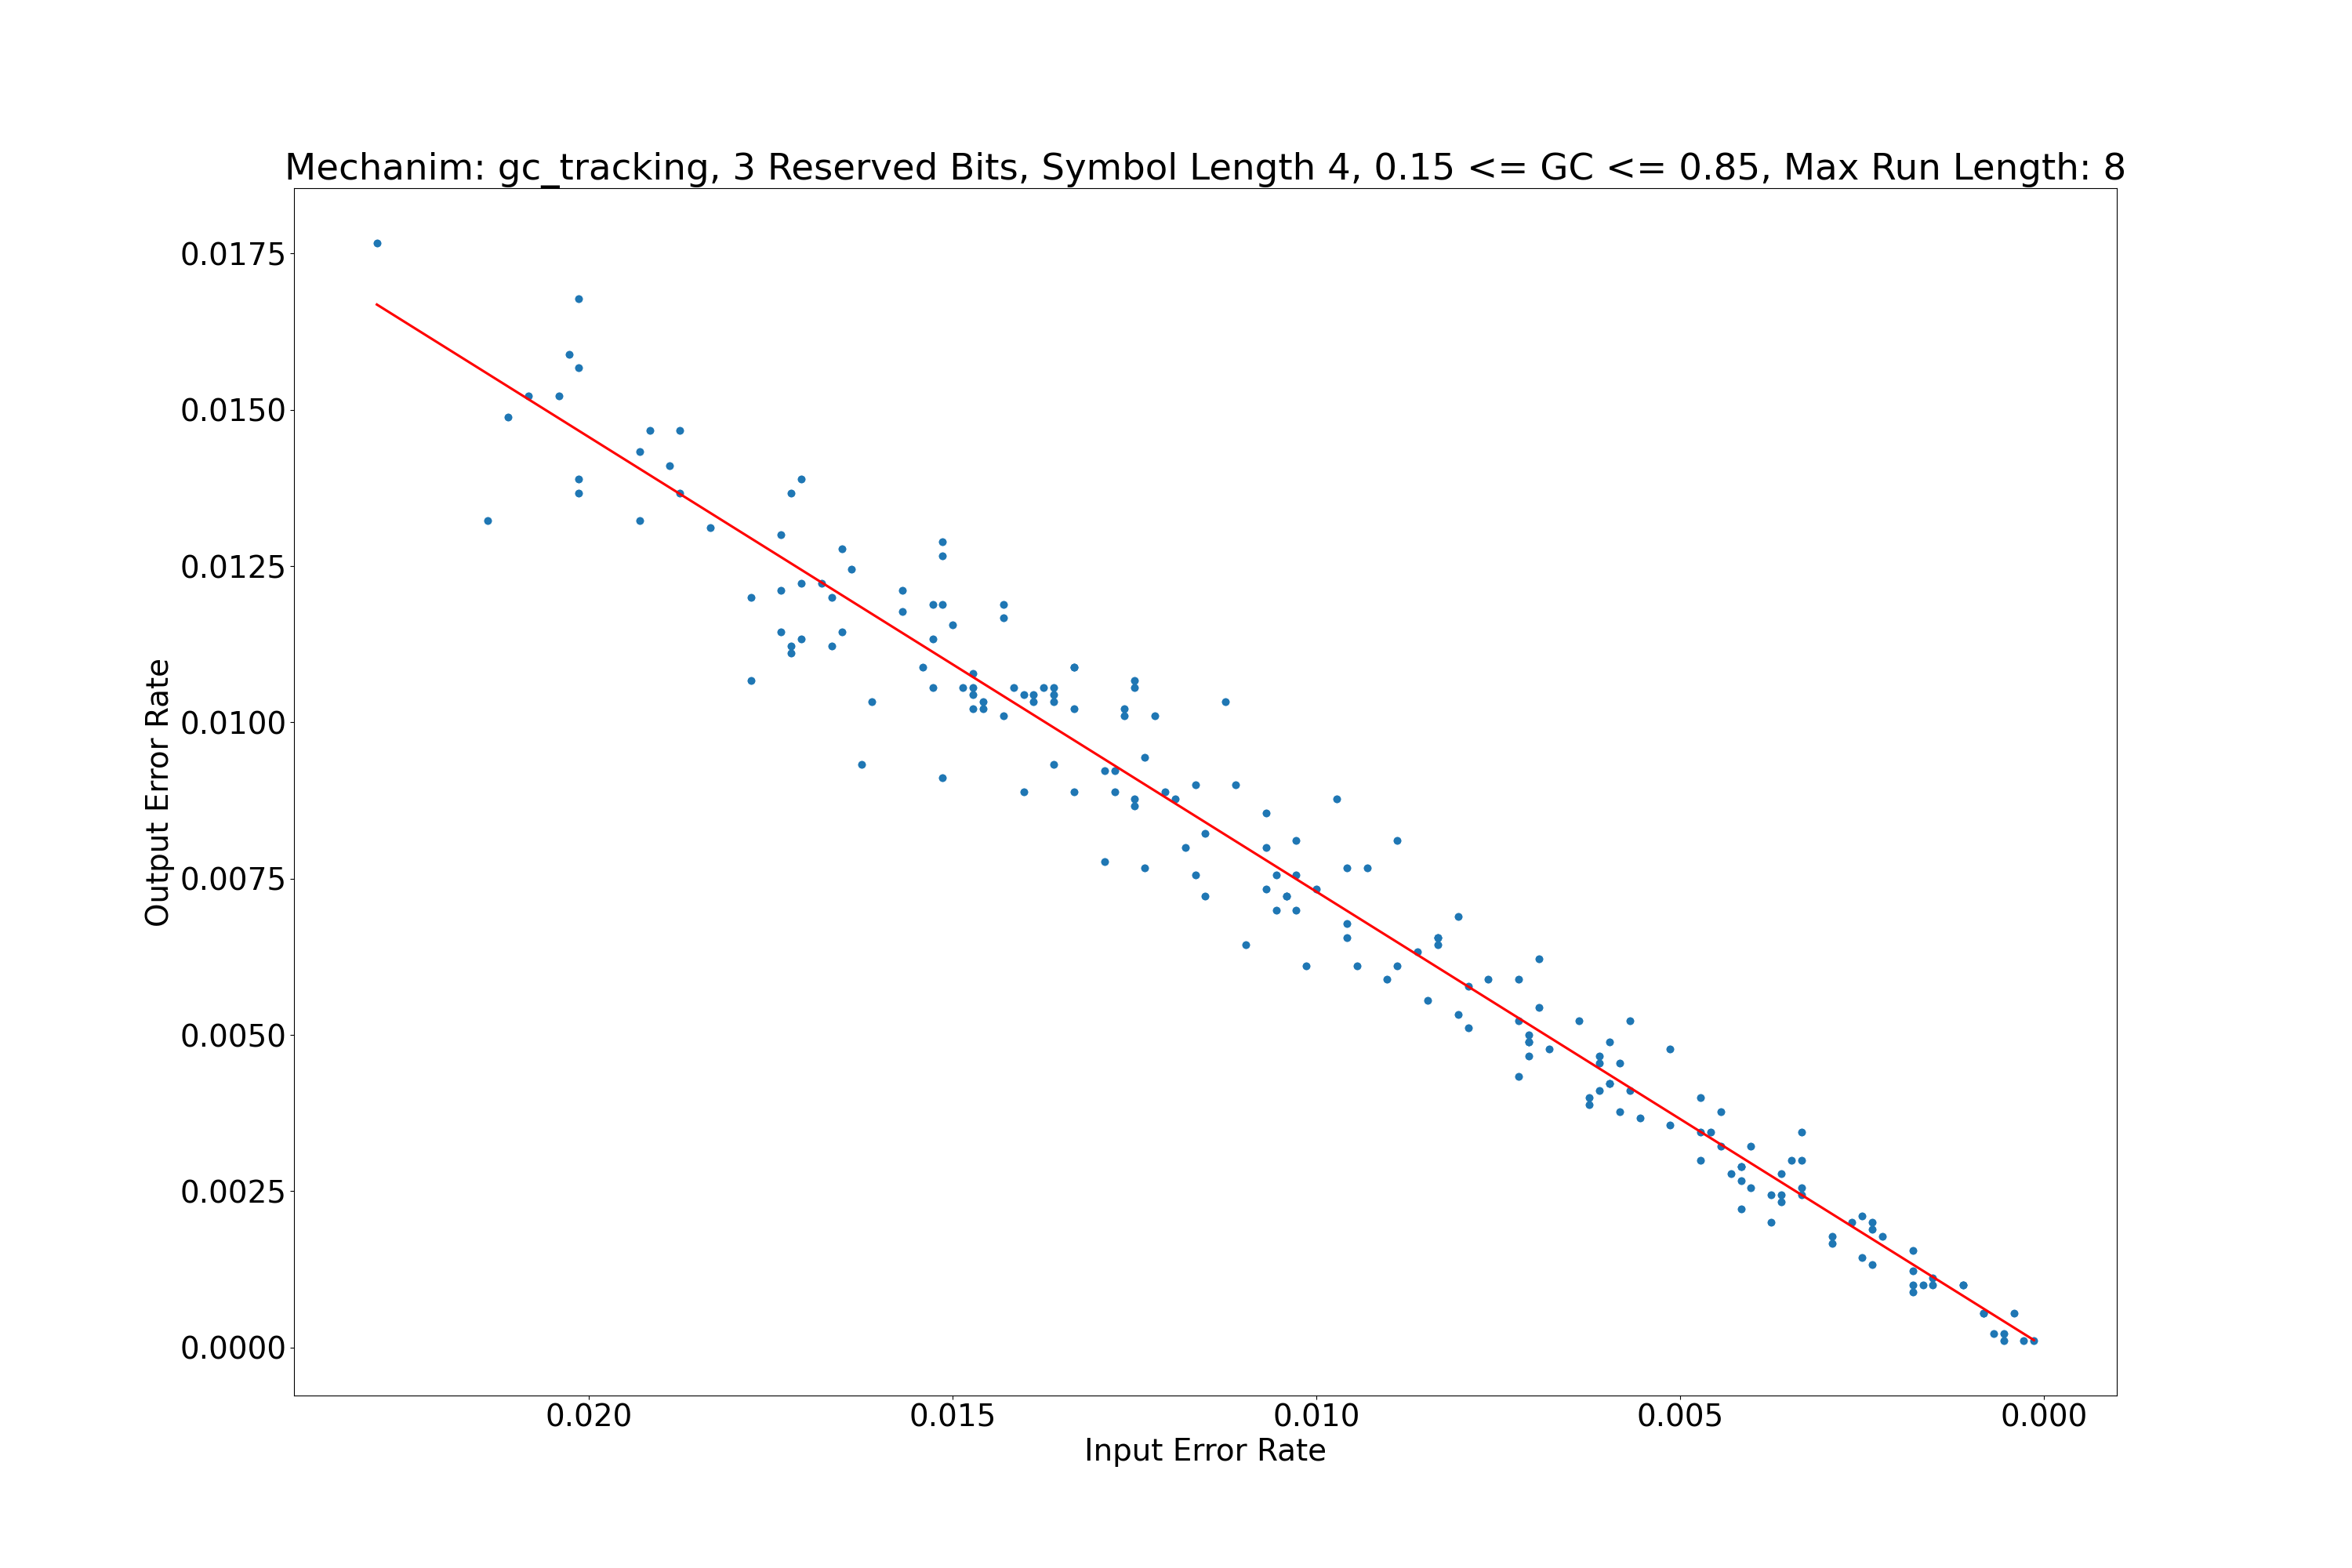 Mechanim: gc_tracking, 3 Reserved Bits, Symbol Length 4, 0.15 <= GC <= 0.85, Max Run Length: 8
Output Error Rate
0.0175
0.0150
0.0125
0.0100
0.0075
0.0050
0.0025
0.0000
0.020 0.015 0.010 0.005 0.000
Input Error Rate